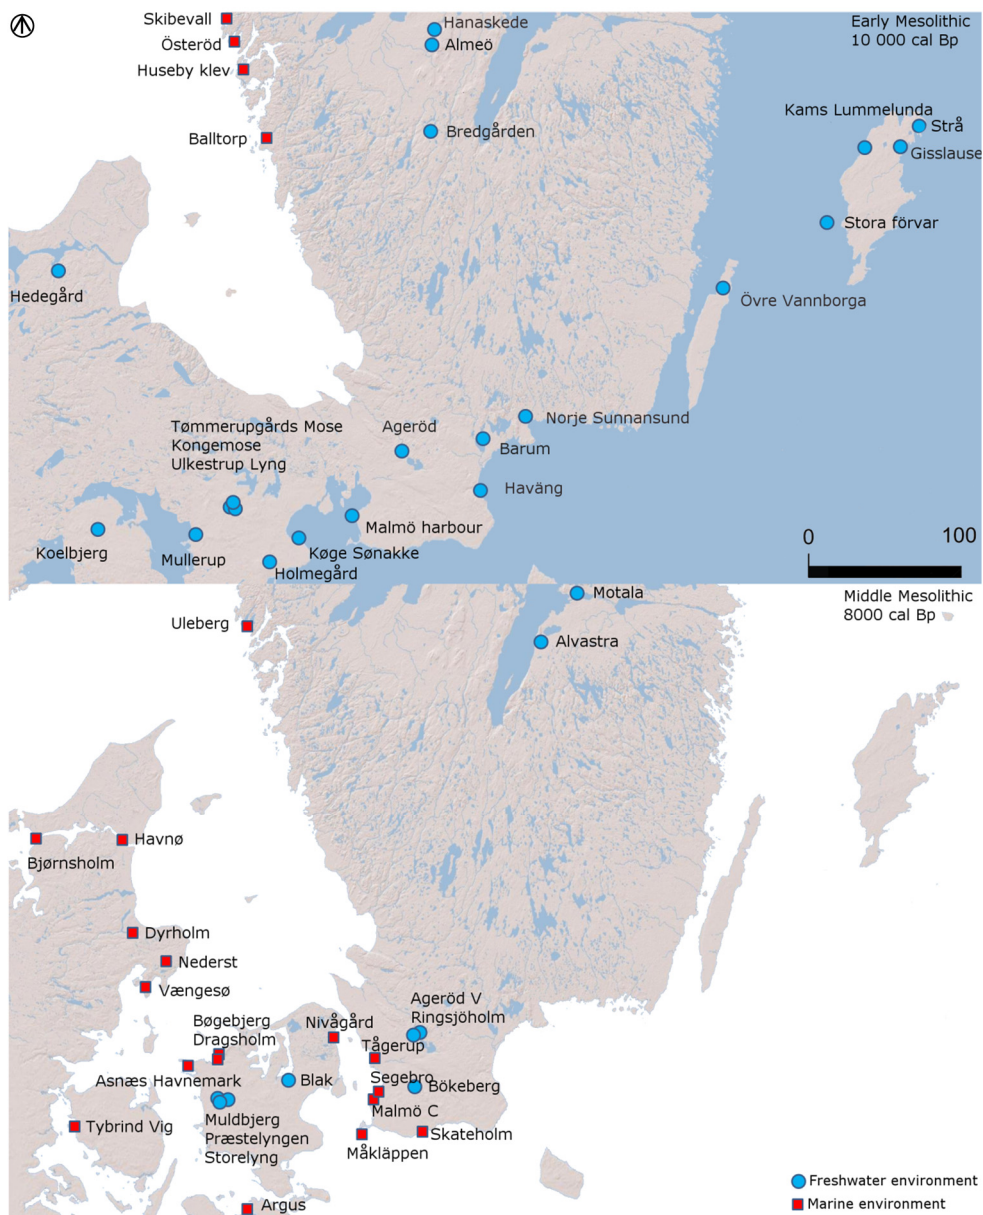 Skibevall
Österöd
Huseby klev
Balltorp
Hanaskede
Almeö
Bredgården
Early Mesolithic
10 000 cal Bp
Kams Lummelunda
Strå
Gisslause
Stora förvar
Övre Vannborga
Hedegård
Norje Sunnansund
Tømmerupgårds Mose
Kongemose
Ulkestrup Lyng
Ageröd
Barum
Haväng
Malmö harbour
Koelbjerg
Mullerup
Køge Sønakke
Holmegård
0
100
Middle Mesolithic
8000 cal Bp
Motala
Uleberg
Alvastra
Bjørnsholm
Havnø
Dyrholm
Nederst
Vængesø
Ageröd V
Ringsjöholm
Bøgebjerg
Dragsholm
Nivågård
Tågerup
Asnæs Havnemark
Blak
Segebro
Bökeberg
Malmö C
Muldbjerg
Præstelyngen
Storelyng
Tybrind Vig
Skateholm
Måkläppen
Argus
Freshwater environment
Marine environment